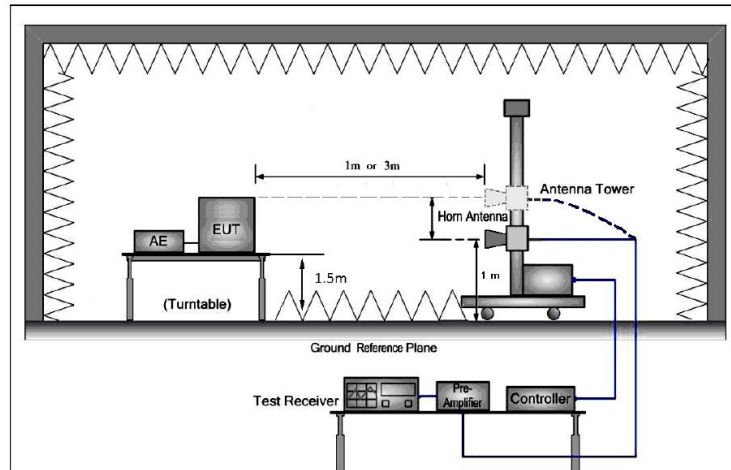 1m or 3m
Antenna Tower
Horn Antenna
AE
EUT
1.5m
1 m
(Turntable)
Ground Reference Plane
Test Receiver
Pre-
Amplifier
Controller